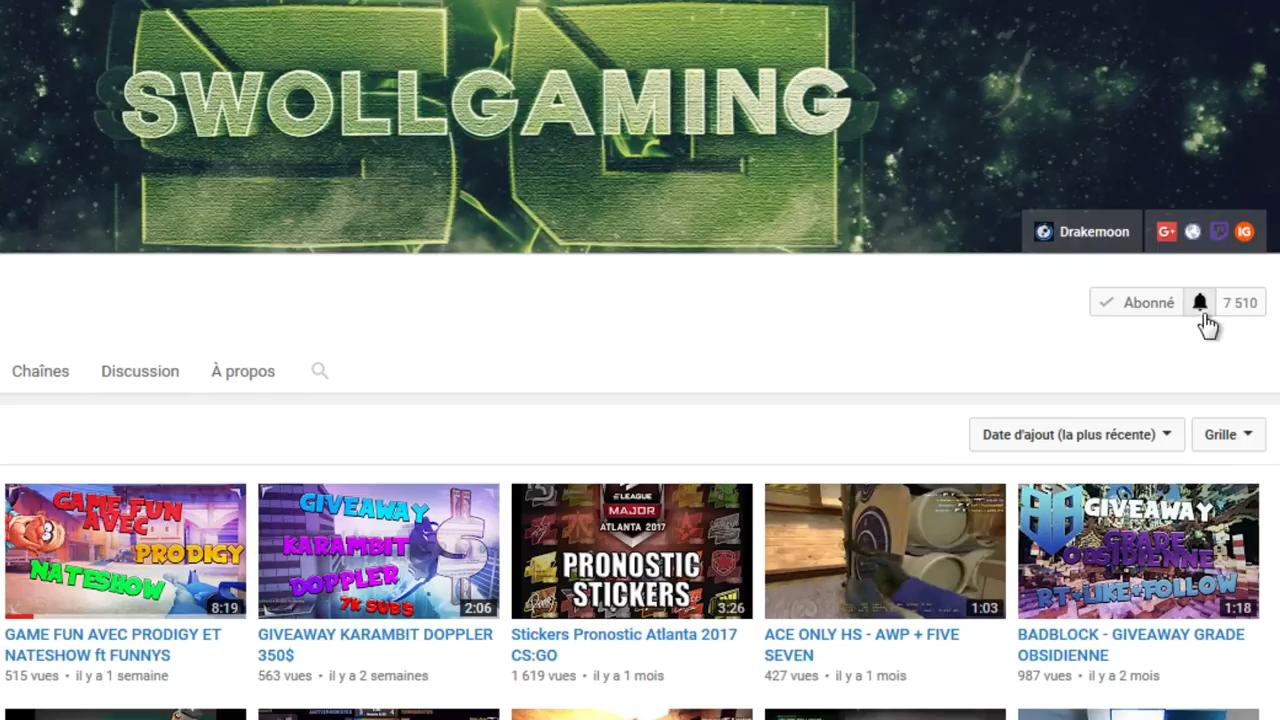 SWOLLGAMING
Drakemoon
G+
IG
Abonné
7 510
Chaînes
Discussion
À propos
Date d'ajout (la plus récente)
Grille
GAME FUN
AVEC
PRODIGY
NATESHOW
8:19
GIVEAWAY
KARAMBIT
DOPPLER
7K SUBS
2:06
ELEAGUE
MAJOR
ATLANTA 2017
PRONOSTIC
STICKERS
3:26
1:03
GIVEAWAY
GRADE
OBSIDIENNE
RT+LIKE+FOLLOW
1:18
GAME FUN AVEC PRODIGY ET
NATESHOW ft FUNNYS
515 vues • il y a 1 semaine
GIVEAWAY KARAMBIT DOPPLER
350$
563 vues • il y a 2 semaines
Stickers Pronostic Atlanta 2017
CS:GO
1 619 vues • il y a 1 mois
ACE ONLY HS - AWP + FIVE
SEVEN
427 vues • il y a 1 mois
BADBLOCK - GIVEAWAY GRADE
OBSIDIENNE
987 vues • il y a 2 mois